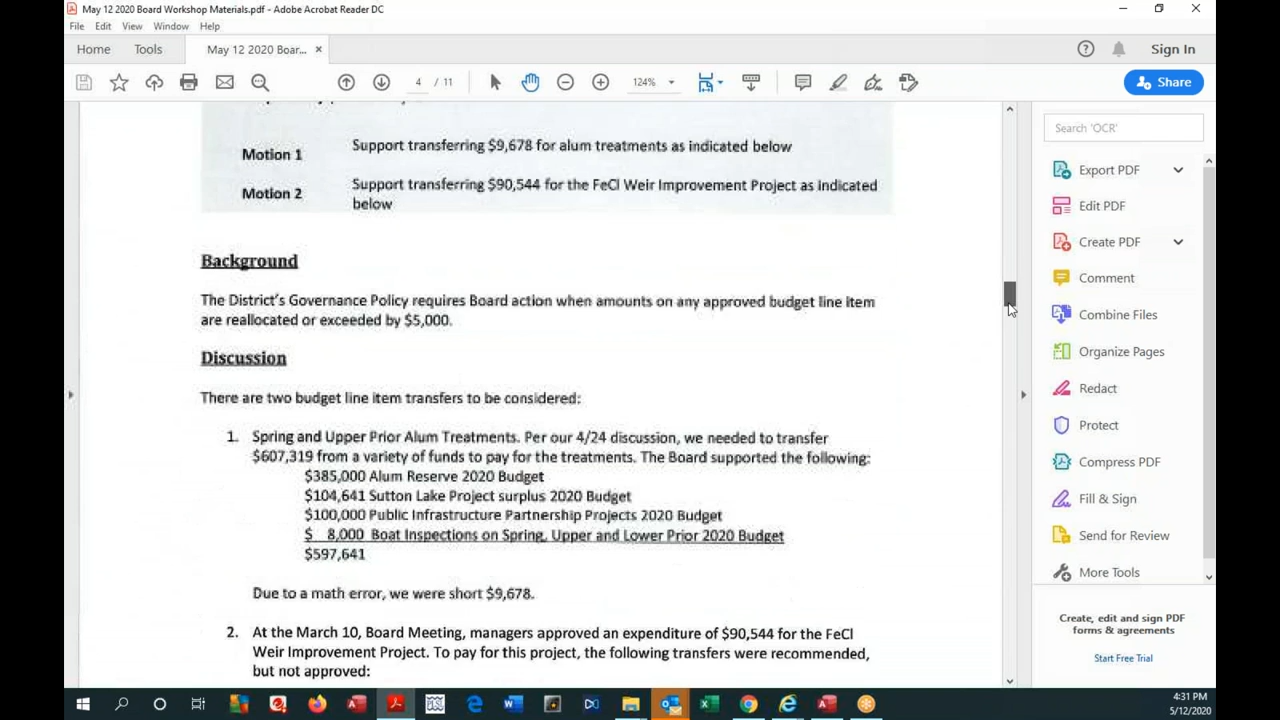 May 12 2020 Board Workshop Materials.pdf - Adobe Acrobat Reader DC
File Edit View Window Help
Home Tools May 12 2020 Boar... × Sign In
4 / 11 124% Share
Motion 1 Support transferring $9,678 for alum treatments as indicated below
Motion 2 Support transferring $90,544 for the FeCl Weir Improvement Project as indicated
below
Background
The District's Governance Policy requires Board action when amounts on any approved budget line item
are reallocated or exceeded by $5,000.
Discussion
There are two budget line item transfers to be considered:
1. Spring and Upper Prior Alum Treatments. Per our 4/24 discussion, we needed to transfer
$607,319 from a variety of funds to pay for the treatments. The Board supported the following:
$385,000 Alum Reserve 2020 Budget
$104,641 Sutton Lake Project surplus 2020 Budget
$100,000 Public Infrastructure Partnership Projects 2020 Budget
$ 8,000 Boat Inspections on Spring, Upper and Lower Prior 2020 Budget
$597,641
Due to a math error, we were short $9,678.
2. At the March 10, Board Meeting, managers approved an expenditure of $90,544 for the FeCl
Weir Improvement Project. To pay for this project, the following transfers were recommended,
but not approved:
Search 'OCR'
Export PDF
Edit PDF
Create PDF
Comment
Combine Files
Organize Pages
Redact
Protect
Compress PDF
Fill & Sign
Send for Review
More Tools
Create, edit and sign PDF
forms & agreements
Start Free Trial
4:31 PM
5/12/2020